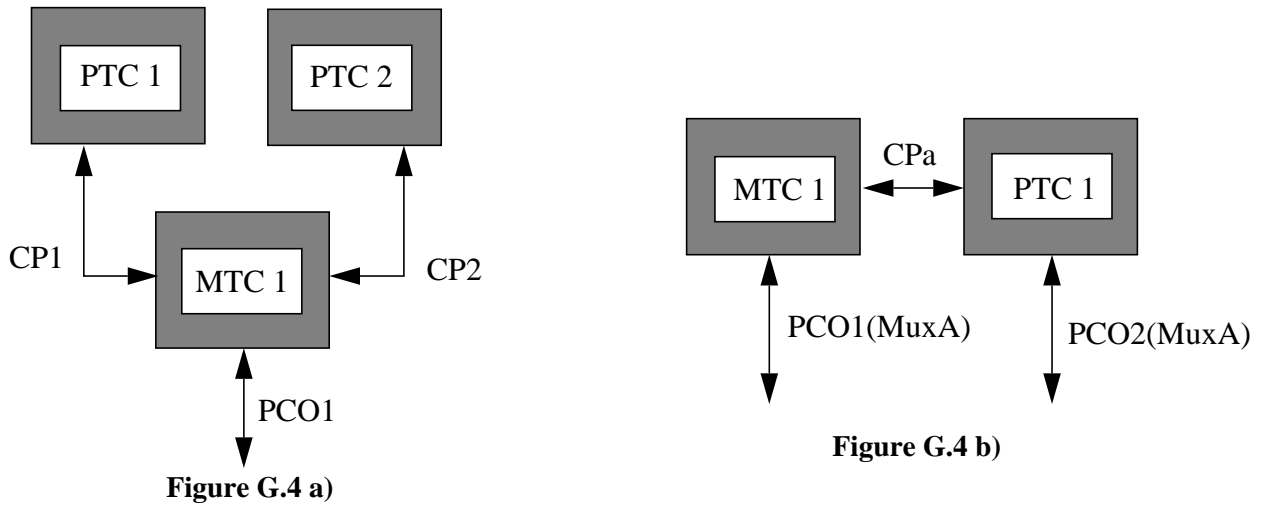 PTC 1
PTC 2
CP1
MTC 1
CP2
PCO1
Figure G.4 a)
CPa
MTC 1
PTC 1
PCO1(MuxA)
PCO2(MuxA)
Figure G.4 b)